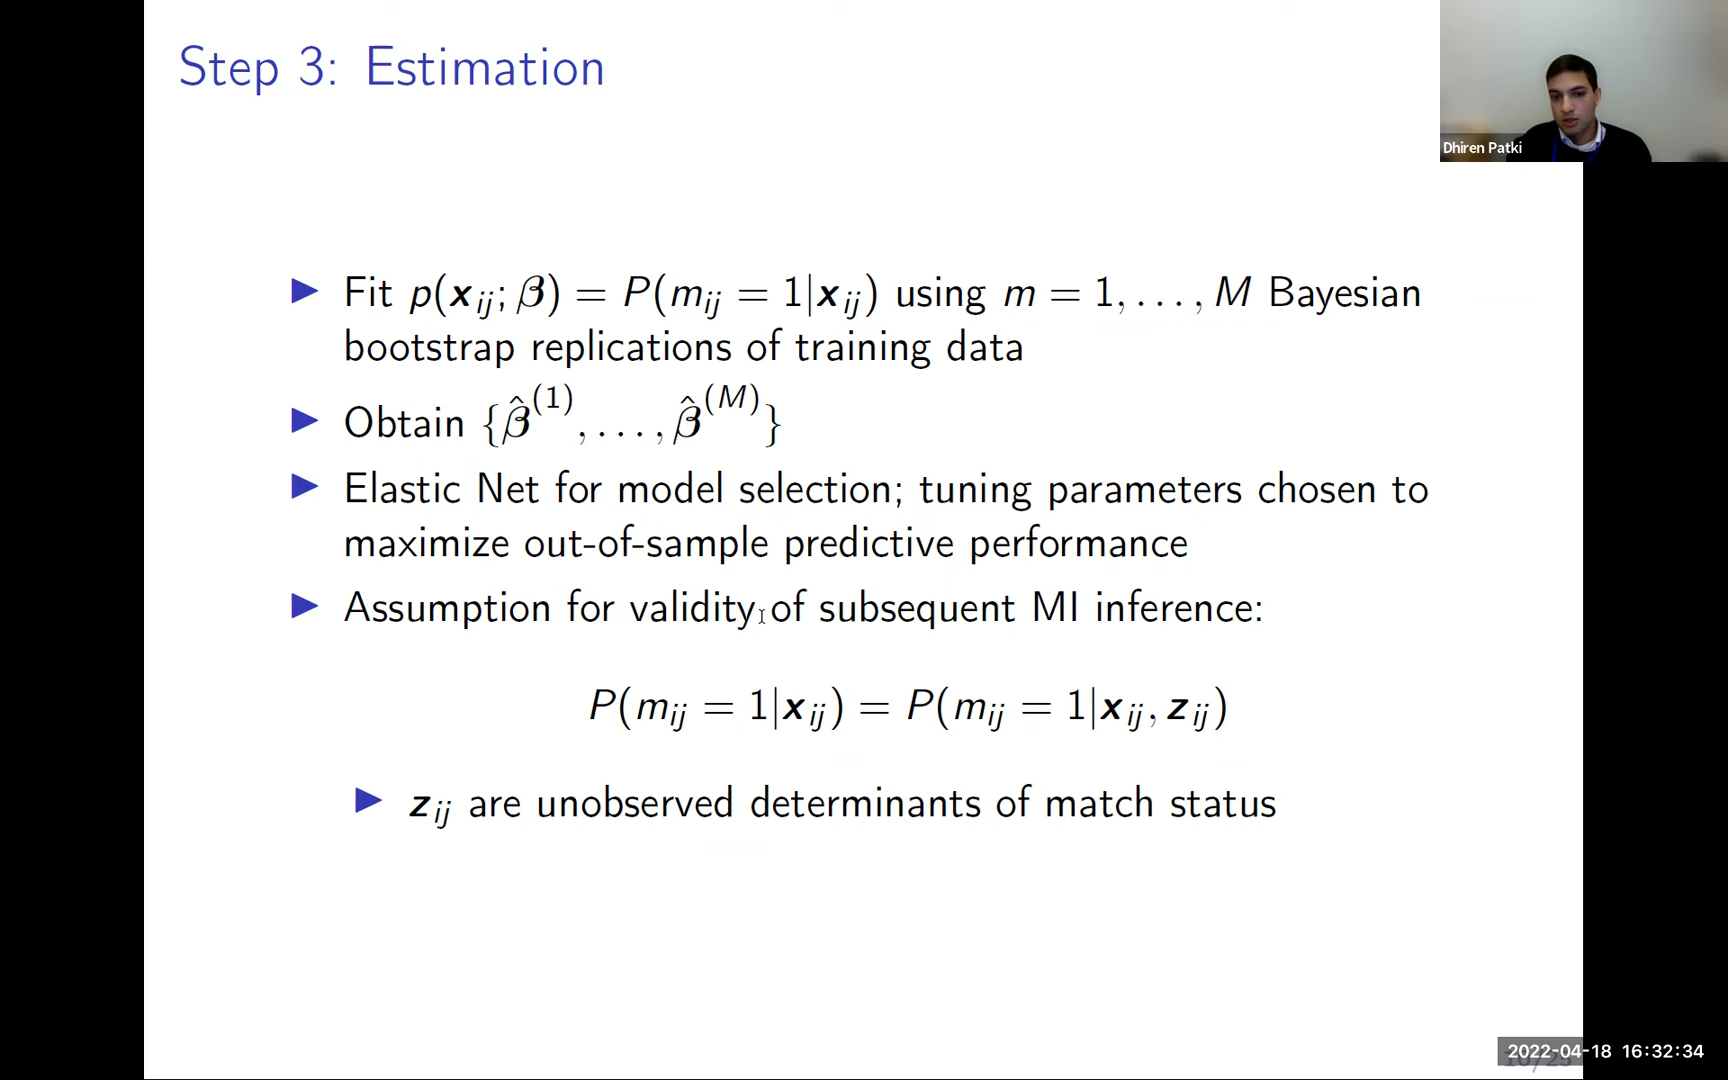 Step 3: Estimation
Dhiren Patki
▶ Fit p(x_ij; β) = P(m_ij = 1|x_ij) using m = 1, . . . , M Bayesian
bootstrap replications of training data
▶ Obtain {β̂^(1), . . . , β̂^(M)}
▶ Elastic Net for model selection; tuning parameters chosen to
maximize out-of-sample predictive performance
▶ Assumption for validity of subsequent MI inference:
P(m_ij = 1|x_ij) = P(m_ij = 1|x_ij, z_ij)
▶ z_ij are unobserved determinants of match status
2022-04-18 16:32:34